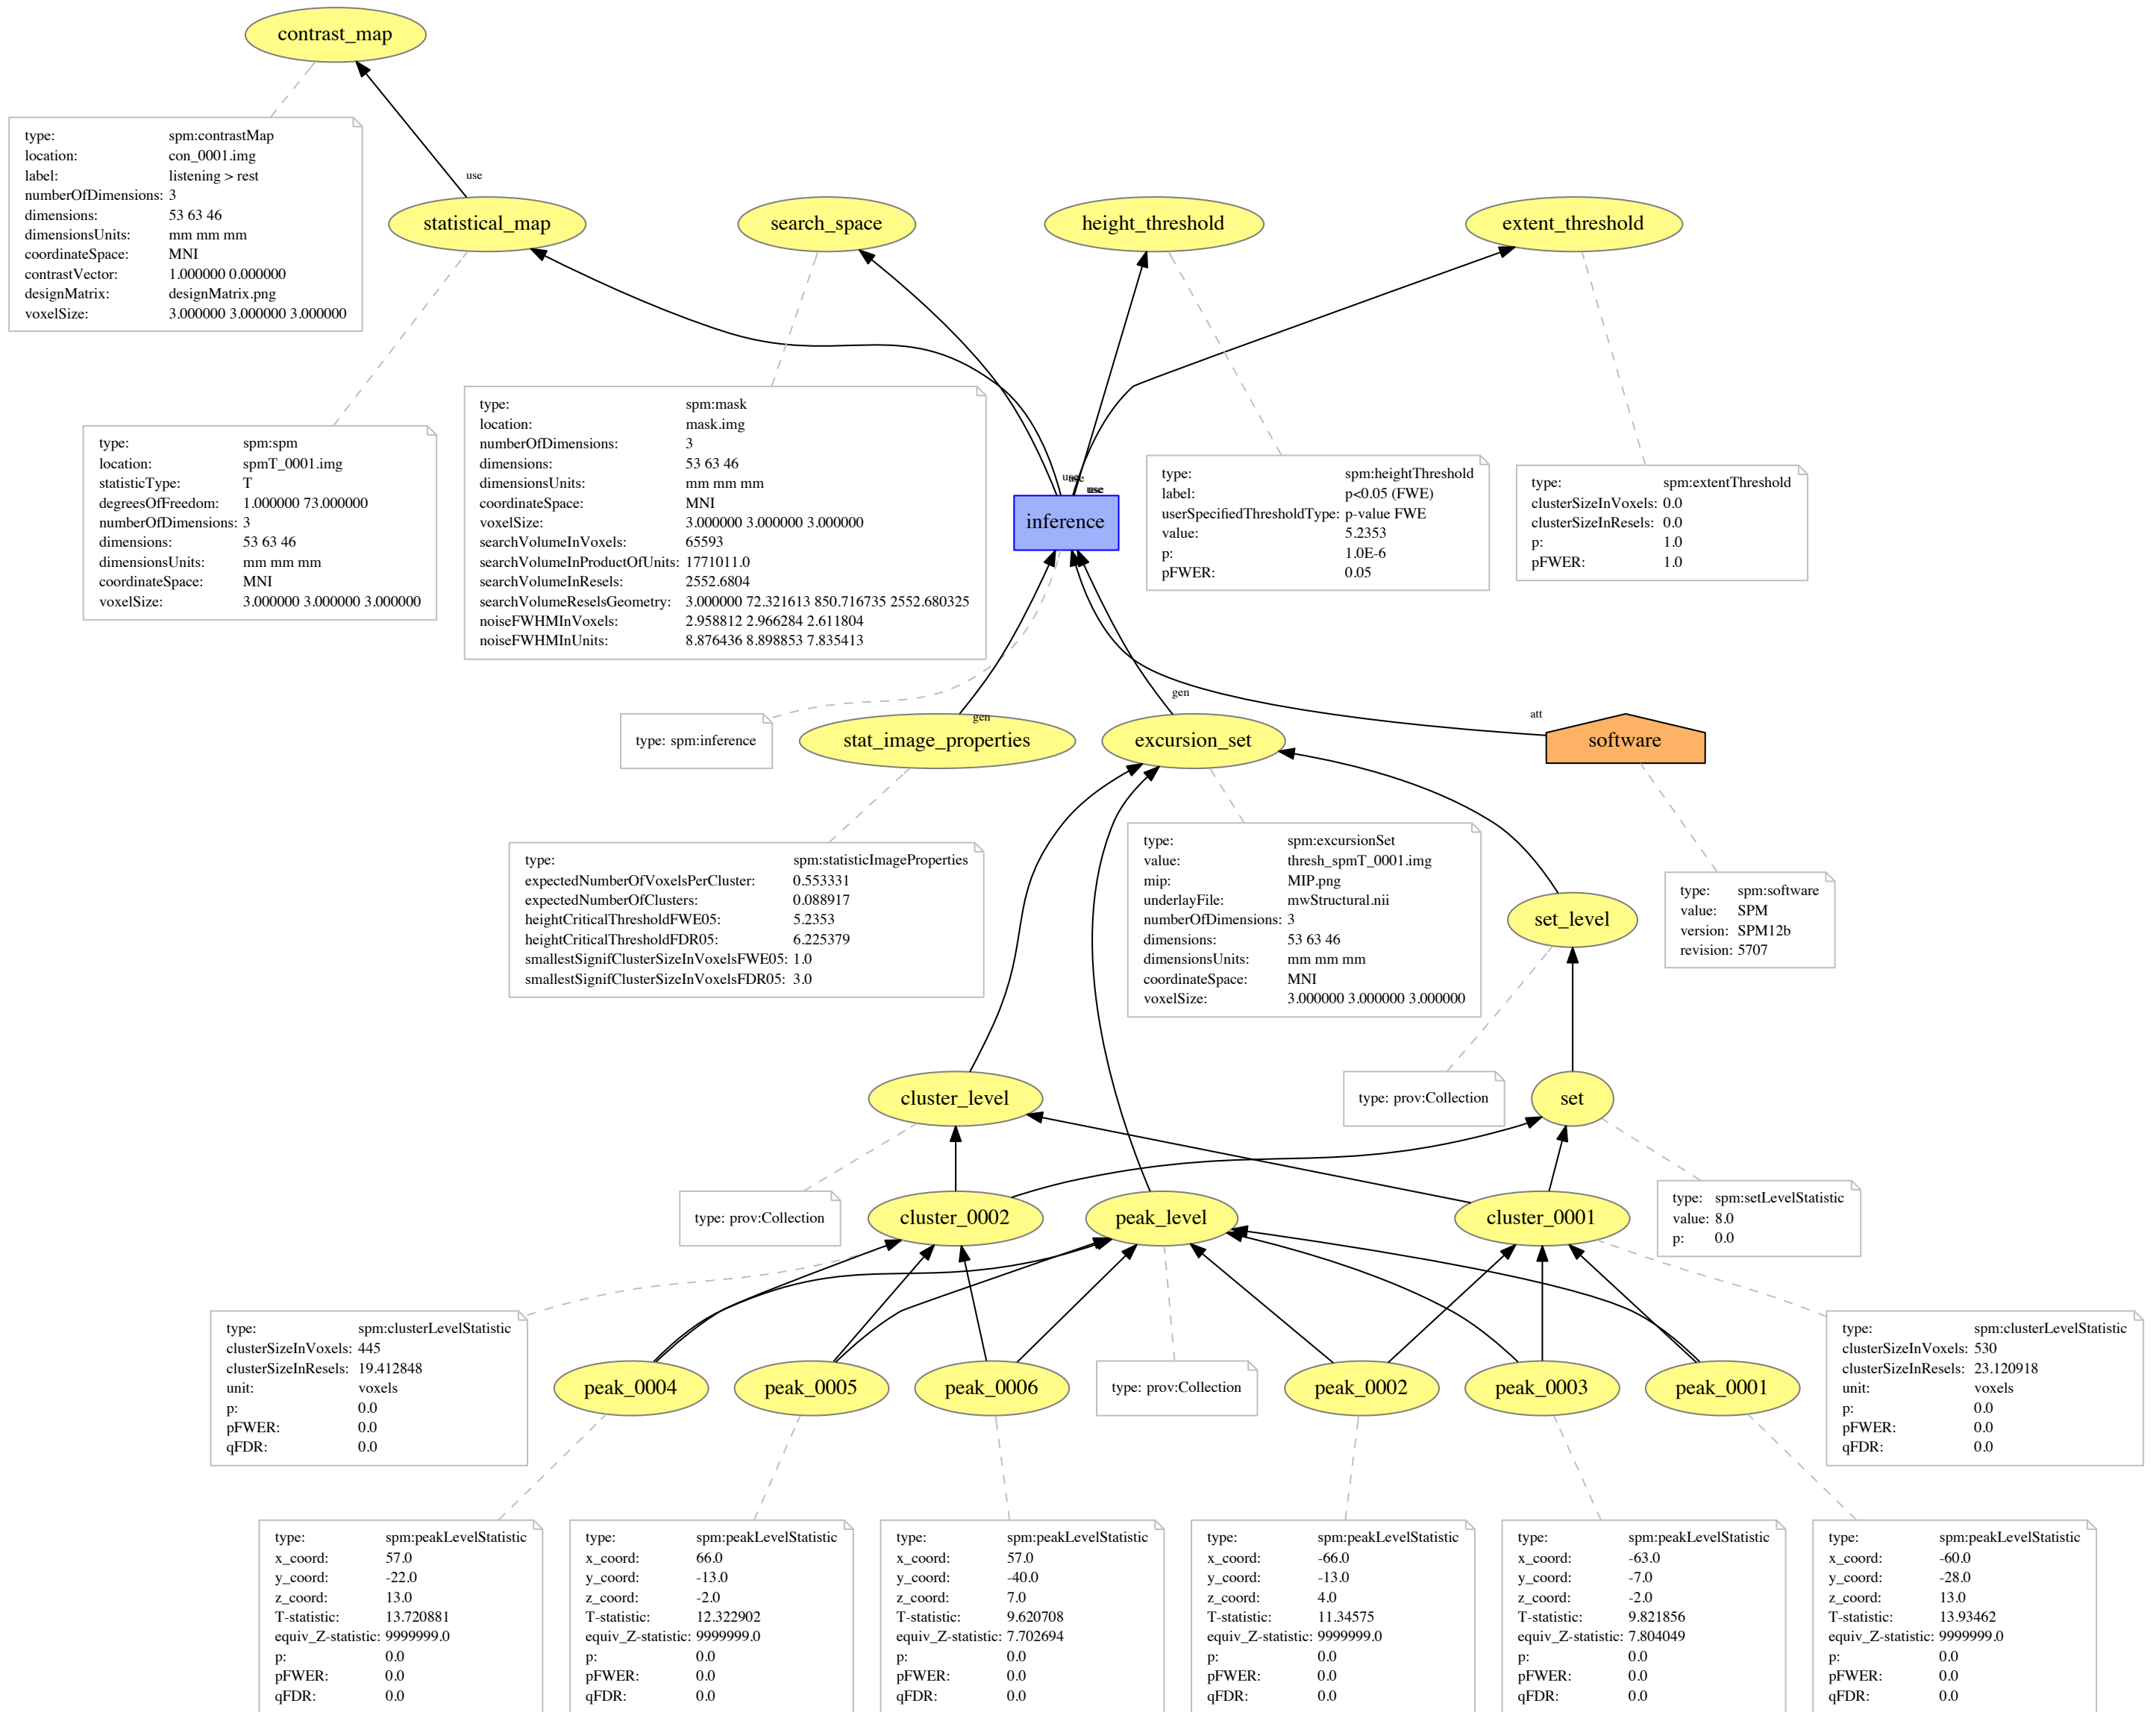 contrast_map
type: spm:contrastMap
location: con_0001.img
label: listening > rest
numberOfDimensions: 3
dimensions: 53 63 46
dimensionsUnits: mm mm mm
coordinateSpace: MNI
contrastVector: 1.000000 0.000000
designMatrix: designMatrix.png
voxelSize: 3.000000 3.000000 3.000000
use
statistical_map
search_space
height_threshold
extent_threshold
type: spm:spm
location: spmT_0001.img
statisticType: T
degreesOfFreedom: 1.000000 73.000000
numberOfDimensions: 3
dimensions: 53 63 46
dimensionsUnits: mm mm mm
coordinateSpace: MNI
voxelSize: 3.000000 3.000000 3.000000
type: spm:mask
location: mask.img
numberOfDimensions: 3
dimensions: 53 63 46
dimensionsUnits: mm mm mm
coordinateSpace: MNI
voxelSize: 3.000000 3.000000 3.000000
searchVolumeInVoxels: 65593
searchVolumeInProductOfUnits: 1771011.0
searchVolumeInResels: 2552.6804
searchVolumeReselsGeometry: 3.000000 72.321613 850.716735 2552.680325
noiseFWHMInVoxels: 2.958812 2.966284 2.611804
noiseFWHMInUnits: 8.876436 8.898853 7.835413
use
use
use
use
inference
type: spm:heightThreshold
label: p<0.05 (FWE)
userSpecifiedThresholdType: p-value FWE
value: 5.2353
p: 1.0E-6
pFWER: 0.05
type: spm:extentThreshold
clusterSizeInVoxels: 0.0
clusterSizeInResels: 0.0
p: 1.0
pFWER: 1.0
type: spm:inference
gen
stat_image_properties
gen
excursion_set
att
software
type: spm:statisticImageProperties
expectedNumberOfVoxelsPerCluster: 0.553331
expectedNumberOfClusters: 0.088917
heightCriticalThresholdFWE05: 5.2353
heightCriticalThresholdFDR05: 6.225379
smallestSignifClusterSizeInVoxelsFWE05: 1.0
smallestSignifClusterSizeInVoxelsFDR05: 3.0
type: spm:excursionSet
value: thresh_spmT_0001.img
mip: MIP.png
underlayFile: mwStructural.nii
numberOfDimensions: 3
dimensions: 53 63 46
dimensionsUnits: mm mm mm
coordinateSpace: MNI
voxelSize: 3.000000 3.000000 3.000000
set_level
type: spm:software
value: SPM
version: SPM12b
revision: 5707
cluster_level
type: prov:Collection
set
type: prov:Collection
cluster_0002
peak_level
cluster_0001
type: spm:setLevelStatistic
value: 8.0
p: 0.0
type: spm:clusterLevelStatistic
clusterSizeInVoxels: 445
clusterSizeInResels: 19.412848
unit: voxels
p: 0.0
pFWER: 0.0
qFDR: 0.0
peak_0004
peak_0005
peak_0006
type: prov:Collection
peak_0002
peak_0003
peak_0001
type: spm:clusterLevelStatistic
clusterSizeInVoxels: 530
clusterSizeInResels: 23.120918
unit: voxels
p: 0.0
pFWER: 0.0
qFDR: 0.0
type: spm:peakLevelStatistic
x_coord: 57.0
y_coord: -22.0
z_coord: 13.0
T-statistic: 13.720881
equiv_Z-statistic: 9999999.0
p: 0.0
pFWER: 0.0
qFDR: 0.0
type: spm:peakLevelStatistic
x_coord: 66.0
y_coord: -13.0
z_coord: -2.0
T-statistic: 12.322902
equiv_Z-statistic: 9999999.0
p: 0.0
pFWER: 0.0
qFDR: 0.0
type: spm:peakLevelStatistic
x_coord: 57.0
y_coord: -40.0
z_coord: 7.0
T-statistic: 9.620708
equiv_Z-statistic: 7.702694
p: 0.0
pFWER: 0.0
qFDR: 0.0
type: spm:peakLevelStatistic
x_coord: -66.0
y_coord: -13.0
z_coord: 4.0
T-statistic: 11.34575
equiv_Z-statistic: 9999999.0
p: 0.0
pFWER: 0.0
qFDR: 0.0
type: spm:peakLevelStatistic
x_coord: -63.0
y_coord: -7.0
z_coord: -2.0
T-statistic: 9.821856
equiv_Z-statistic: 7.804049
p: 0.0
pFWER: 0.0
qFDR: 0.0
type: spm:peakLevelStatistic
x_coord: -60.0
y_coord: -28.0
z_coord: 13.0
T-statistic: 13.93462
equiv_Z-statistic: 9999999.0
p: 0.0
pFWER: 0.0
qFDR: 0.0